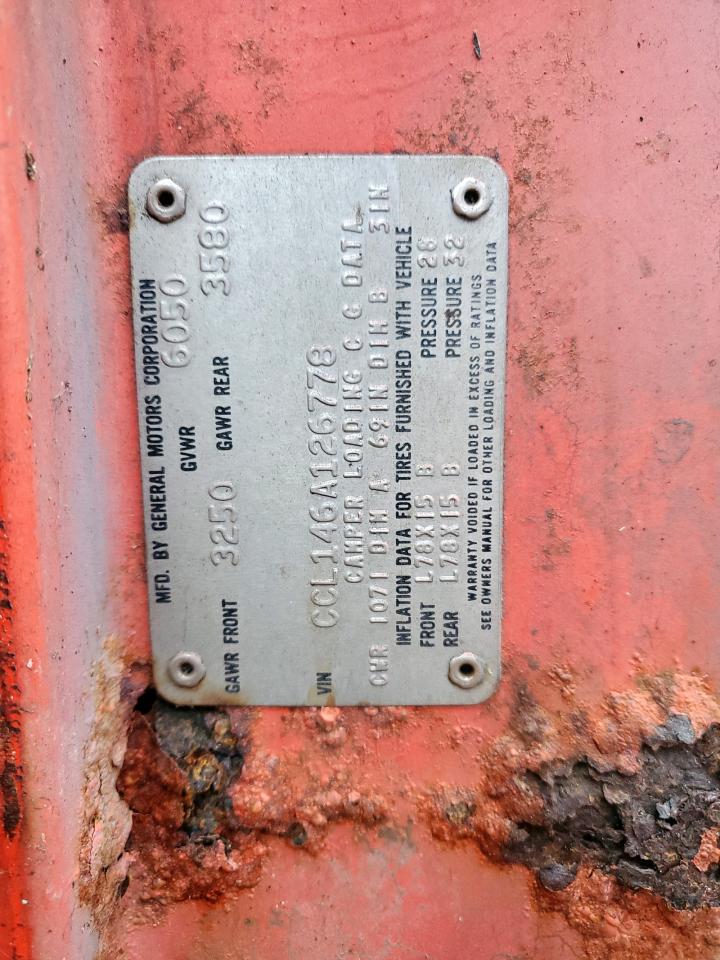 MFD. BY GENERAL MOTORS CORPORATION
GVWR 6050
GAWR FRONT 3250 GAWR REAR 3580
VIN CCL146A126778
CAMPER LOADING C G DATA
CWR 1071 DIM A 69IN DIM B 3IN
INFLATION DATA FOR TIRES FURNISHED WITH VEHICLE
FRONT L78X15 B PRESSURE 26
REAR L78X15 B PRESSURE 32
WARRANTY VOIDED IF LOADED IN EXCESS OF RATINGS
SEE OWNERS MANUAL FOR OTHER LOADING AND INFLATION DATA